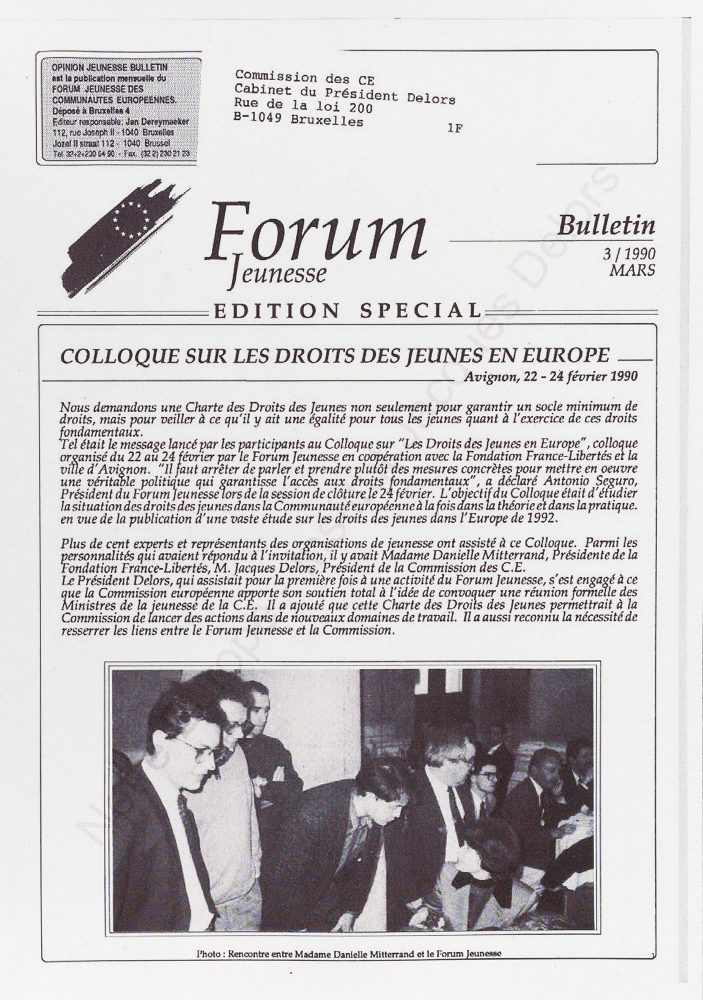 OPINION JEUNESSE BULLETIN
est la publication mensuelle du
FORUM JEUNESSE DES
COMMUNAUTES EUROPEENNES.
Déposé à Bruxelles 4
Editeur responsable: Jan Dereymaeker
112, rue Joseph II - 1040 Bruxelles
Jozef II straat 112 - 1040 Brussel
Tel. 32+2+230 64 90 - Fax. (32 2) 230 21 23
Commission des CE
Cabinet du Président Delors
Rue de la loi 200
B-1049 Bruxelles
1F
Forum
Jeunesse
Bulletin
3 / 1990
MARS
EDITION SPECIAL
COLLOQUE SUR LES DROITS DES JEUNES EN EUROPE
Avignon, 22 - 24 février 1990
Nous demandons une Charte des Droits des Jeunes non seulement pour garantir un socle minimum de
droits, mais pour veiller à ce qu'il y ait une égalité pour tous les jeunes quant à l'exercice de ces droits
fondamentaux.
Tel était le message lancé par les participants au Colloque sur "Les Droits des Jeunes en Europe", colloque
organisé du 22 au 24 février par le Forum Jeunesse en coopération avec la Fondation France-Libertés et la
ville d'Avignon. "Il faut arrêter de parler et prendre plutôt des mesures concrètes pour mettre en oeuvre
une véritable politique qui garantisse l'accès aux droits fondamentaux", a déclaré Antonio Seguro,
Président du Forum Jeunesse lors de la session de clôture le 24 février. L'objectif du Colloque était d'étudier
la situation des droits des jeunes dans la Communauté européenne à la fois dans la théorie et dans la pratique.
en vue de la publication d'une vaste étude sur les droits des jeunes dans l'Europe de 1992.
Plus de cent experts et représentants des organisations de jeunesse ont assisté à ce Colloque. Parmi les
personnalités qui avaient répondu à l'invitation, il y avait Madame Danielle Mitterrand, Présidente de la
Fondation France-Libertés, M. Jacques Delors, Président de la Commission des C.E.
Le Président Delors, qui assistait pour la première fois à une activité du Forum Jeunesse, s'est engagé à ce
que la Commission européenne apporte son soutien total à l'idée de convoquer une réunion formelle des
Ministres de la jeunesse de la C.E. Il a ajouté que cette Charte des Droits des Jeunes permettrait à la
Commission de lancer des actions dans de nouveaux domaines de travail. Il a aussi reconnu la nécessité de
resserrer les liens entre le Forum Jeunesse et la Commission.
Photo : Rencontre entre Madame Danielle Mitterrand et le Forum Jeunesse